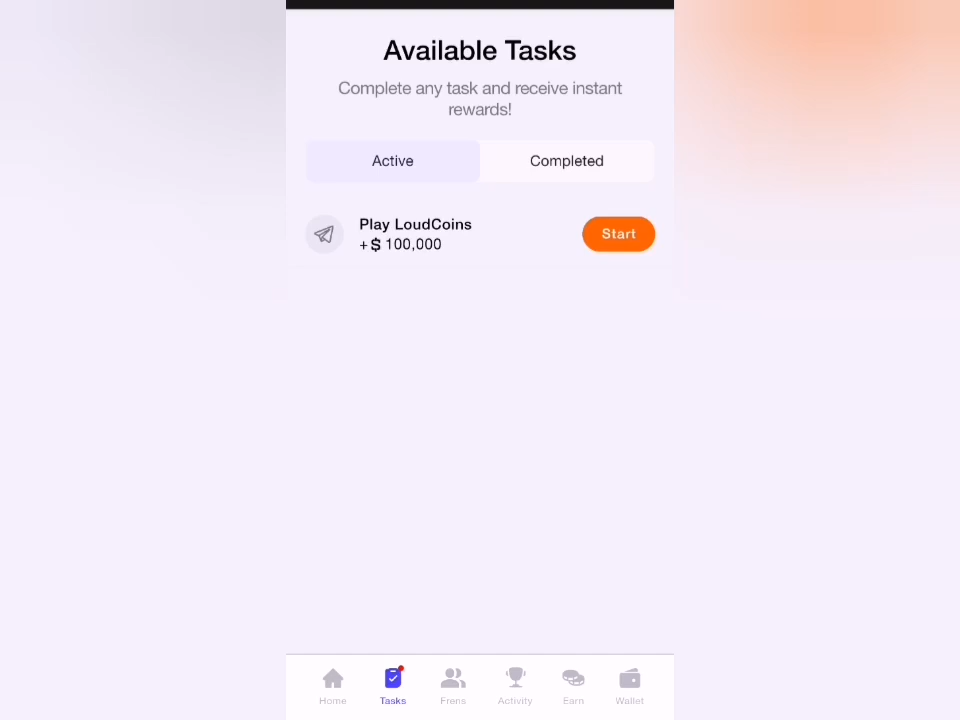 Available Tasks
Complete any task and receive instant
rewards!
Active
Completed
Play LoudCoins
+ $ 100,000
Start
Home
Tasks
Frens
Activity
Earn
Wallet